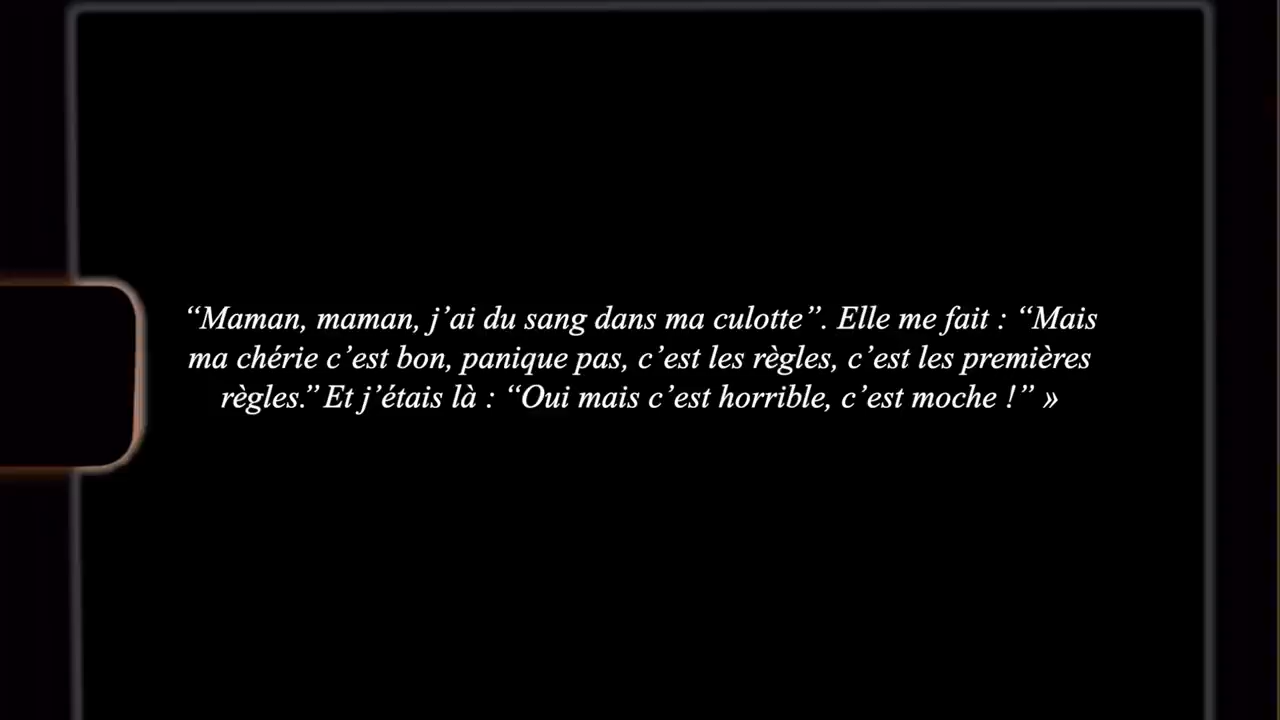 “Maman, maman, j’ai du sang dans ma culotte”. Elle me fait : “Mais
ma chérie c’est bon, panique pas, c’est les règles, c’est les premières
règles.” Et j’étais là : “Oui mais c’est horrible, c’est moche !” »